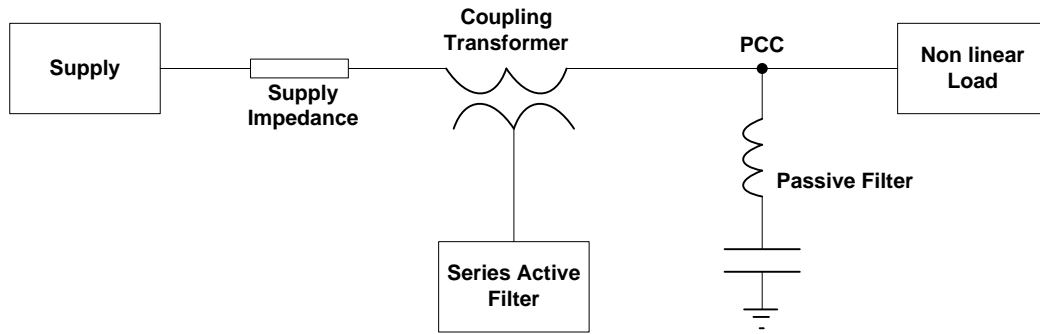 Supply
Supply
Impedance
Coupling
Transformer
Series Active
Filter
PCC
Passive Filter
Non linear
Load